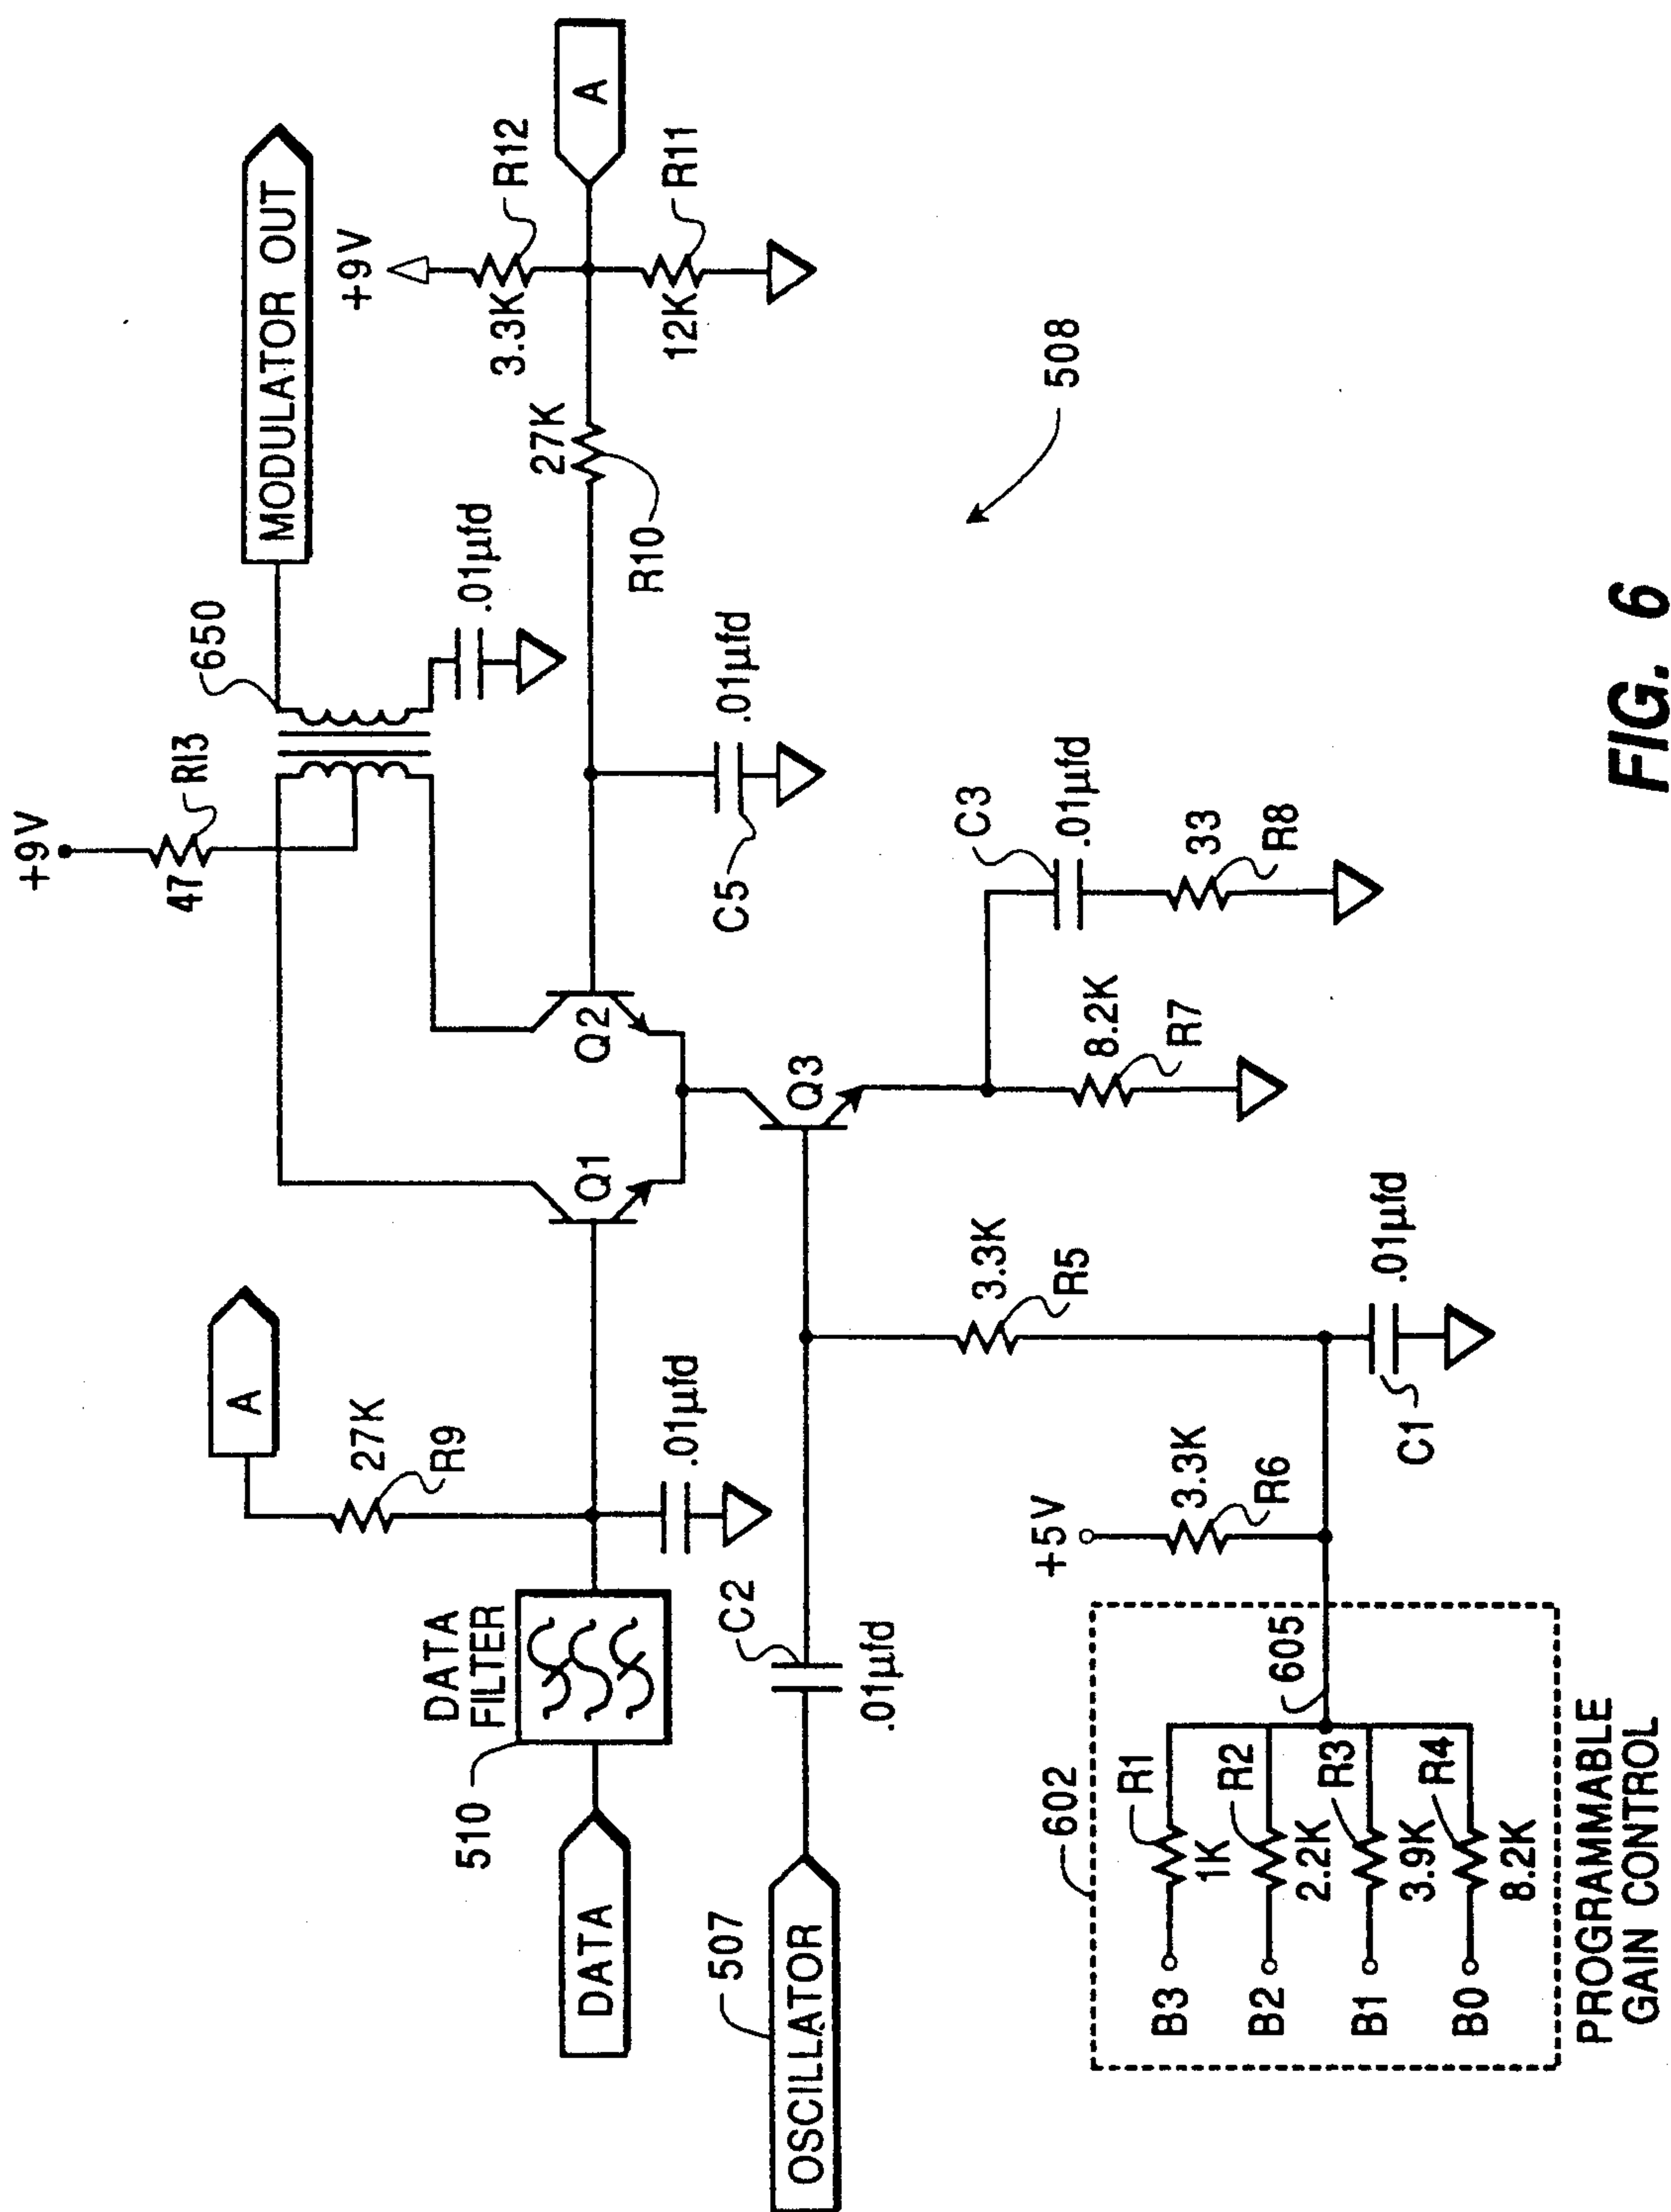 +9V
47
R13
650
MODULATOR OUT
.01µfd
+9V
3.3K
R12
A
12K
R11
27K
R10
A
27K
R9
Q1
Q2
C5
.01µfd
508
DATA
510
DATA
FILTER
.01µfd
507
OSCILLATOR
C2
.01µfd
Q3
C3
.01µfd
33
R8
8.2K
R7
3.3K
R5
+5V
3.3K
R6
C1
.01µfd
602
605
B3
R1
1K
B2
R2
2.2K
B1
R3
3.9K
B0
R4
8.2K
PROGRAMMABLE
GAIN CONTROL
FIG. 6